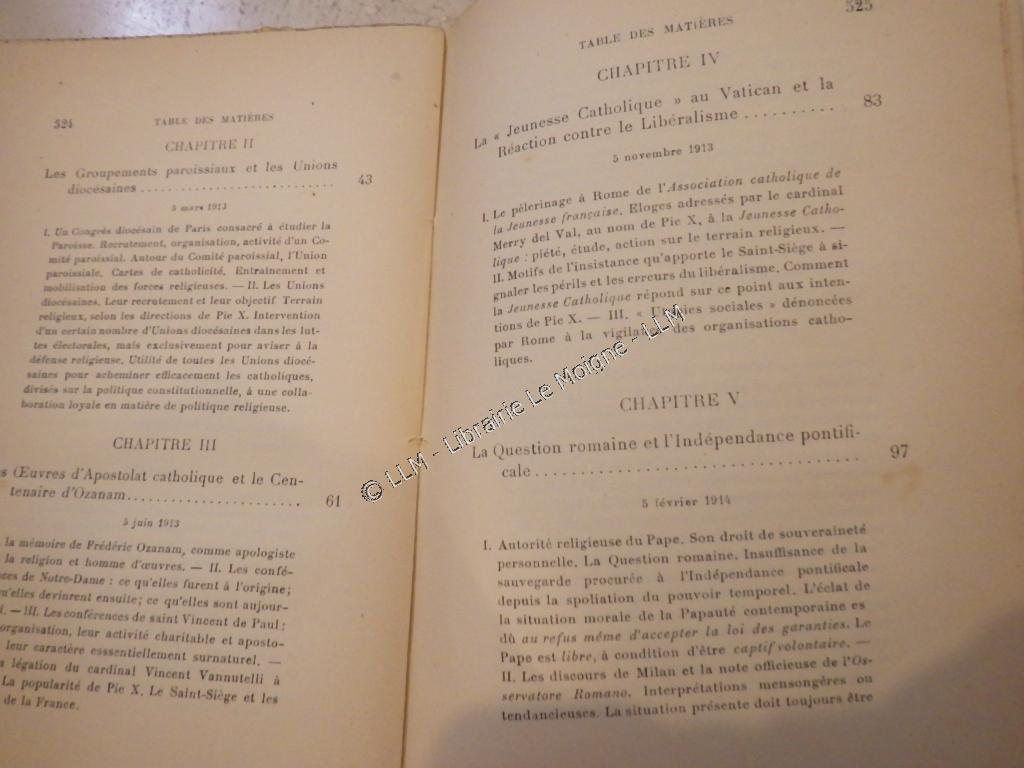 524
TABLE DES MATIÈRES
CHAPITRE II
Les Groupements paroissiaux et les Unions
diocésaines . . . . . . . . . . . . . . . . . . . . . . . . . . . . 43
5 mars 1913
I. Un Congrès diocésain de Paris consacré à étudier la
Paroisse. Recrutement, organisation, activité d'un Co-
mité paroissial. Autour du Comité paroissial, l'Union
paroissiale. Cartes de catholicité. Entraînement et
mobilisation des forces religieuses. — II. Les Unions
diocésaines. Leur recrutement et leur objectif. Terrain
religieux, selon les directions de Pie X. Intervention
d'un certain nombre d'Unions diocésaines dans les lut-
tes électorales, mais exclusivement pour aviser à la
défense religieuse. Utilité de toutes les Unions diocé-
saines pour acheminer efficacement les catholiques,
divisés sur la politique constitutionnelle, à une colla-
boration loyale en matière de politique religieuse.
CHAPITRE III
s Œuvres d'Apostolat catholique et le Cen-
tenaire d'Ozanam . . . . . . . . . . . . . . . . . . . . . . . . 61
5 juin 1913
la mémoire de Frédéric Ozanam, comme apologiste
la religion et homme d'œuvres. — II. Les confé-
nces de Notre-Dame : ce qu'elles furent à l'origine;
u'elles devinrent ensuite; ce qu'elles sont aujour-
i. — III. Les conférences de saint Vincent de Paul :
organisation, leur activité charitable et aposto-
leur caractère esssentiellement surnaturel. —
a légation du cardinal Vincent Vannutelli à
La popularité de Pie X. Le Saint-Siège et les
de la France.
525
TABLE DES MATIÈRES
CHAPITRE IV
La « Jeunesse Catholique » au Vatican et la
Réaction contre le Libéralisme . . . . . . . . . . 83
5 novembre 1913
I. Le pèlerinage à Rome de l'Association catholique de
la Jeunesse française. Eloges adressés par le cardinal
Merry del Val, au nom de Pie X, à la Jeunesse Catho-
lique : piété, étude, action sur le terrain religieux. —
II. Motifs de l'insistance qu'apporte le Saint-Siège à si-
gnaler les périls et les erreurs du libéralisme. Comment
la Jeunesse Catholique répond sur ce point aux inten-
tions de Pie X. — III. « Utopies sociales » dénoncées
par Rome à la vigilance des organisations catho-
liques.
CHAPITRE V
La Question romaine et l'Indépendance pontifi-
cale . . . . . . . . . . . . . . . . . . . . . . . . . . . . . . . . . 97
5 février 1914
I. Autorité religieuse du Pape. Son droit de souveraineté
personnelle. La Question romaine. Insuffisance de la
sauvegarde procurée à l'Indépendance pontificale
depuis la spoliation du pouvoir temporel. L'éclat de
la situation morale de la Papauté contemporaine es
dû au refus même d'accepter la loi des garanties. Le
Pape est libre, à condition d'être captif volontaire. —
II. Les discours de Milan et la note officieuse de l'Os-
servatore Romano. Interprétations mensongères ou
tendancieuses. La situation présente doit toujours être
© LLM - Librairie Le Moigne - LLM